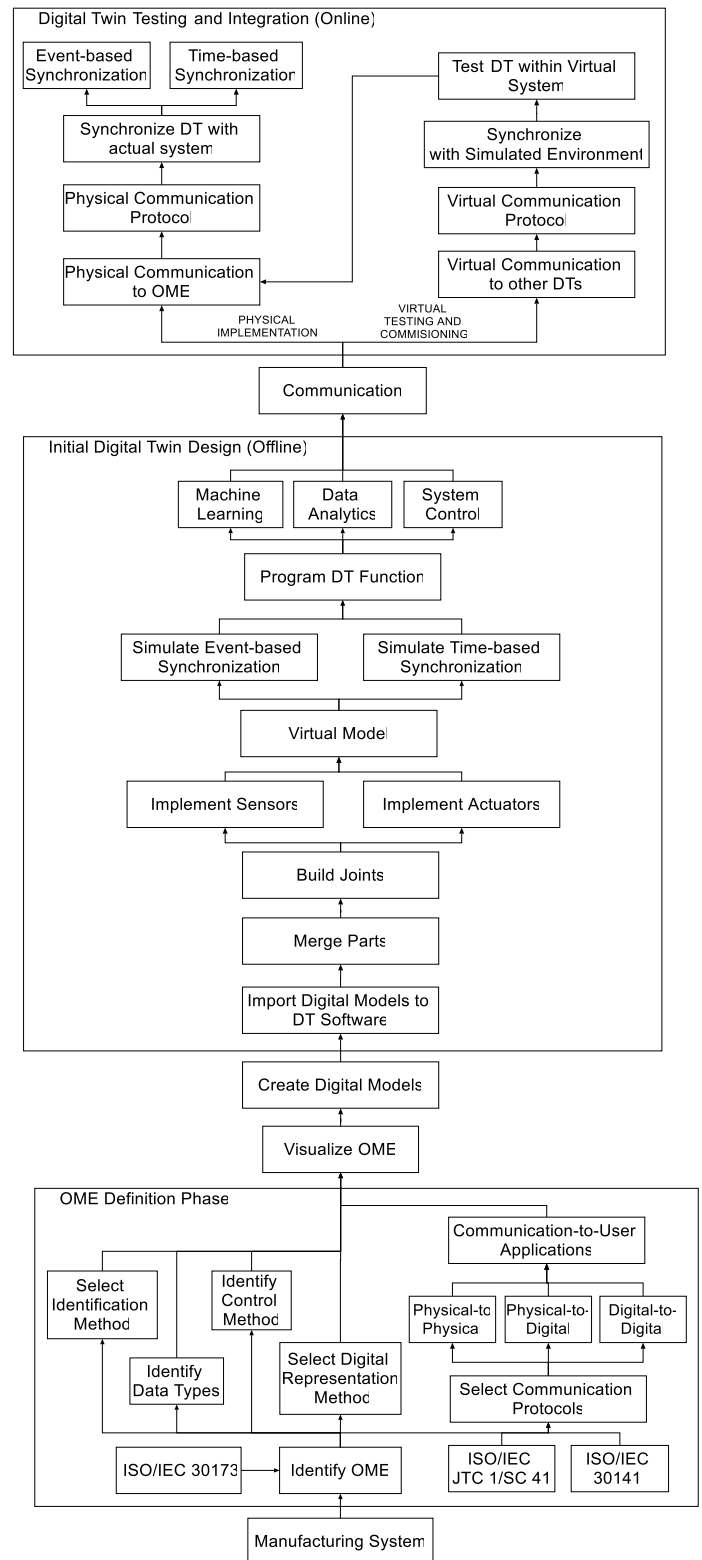 Digital Twin Testing and Integration (Online)
Event-based
Synchronization
Time-based
Synchronization
Test DT within Virtual
System
Synchronize DT with
actual system
Synchronize
with Simulated Environment
Physical Communication
Protocol
Virtual Communication
Protocol
Physical Communication
to OME
Virtual Communication
to other DTs
PHYSICAL
IMPLEMENTATION
VIRTUAL
TESTING AND
COMMISIONING
Communication
Initial Digital Twin Design (Offline)
Machine
Learning
Data
Analytics
System
Control
Program DT Function
Simulate Event-based
Synchronization
Simulate Time-based
Synchronization
Virtual Model
Implement Sensors
Implement Actuators
Build Joints
Merge Parts
Import Digital Models to
DT Software
Create Digital Models
Visualize OME
OME Definition Phase
Communication-to-User
Applications
Select
Identification
Method
Identify
Control
Method
Physical-to
Physica
Physical-to-
Digital
Digital-to-
Digita
Identify
Data Types
Select Digital
Representation
Method
Select Communication
Protocols
ISO/IEC 30173
Identify OME
ISO/IEC
JTC 1/SC 41
ISO/IEC
30141
Manufacturing System